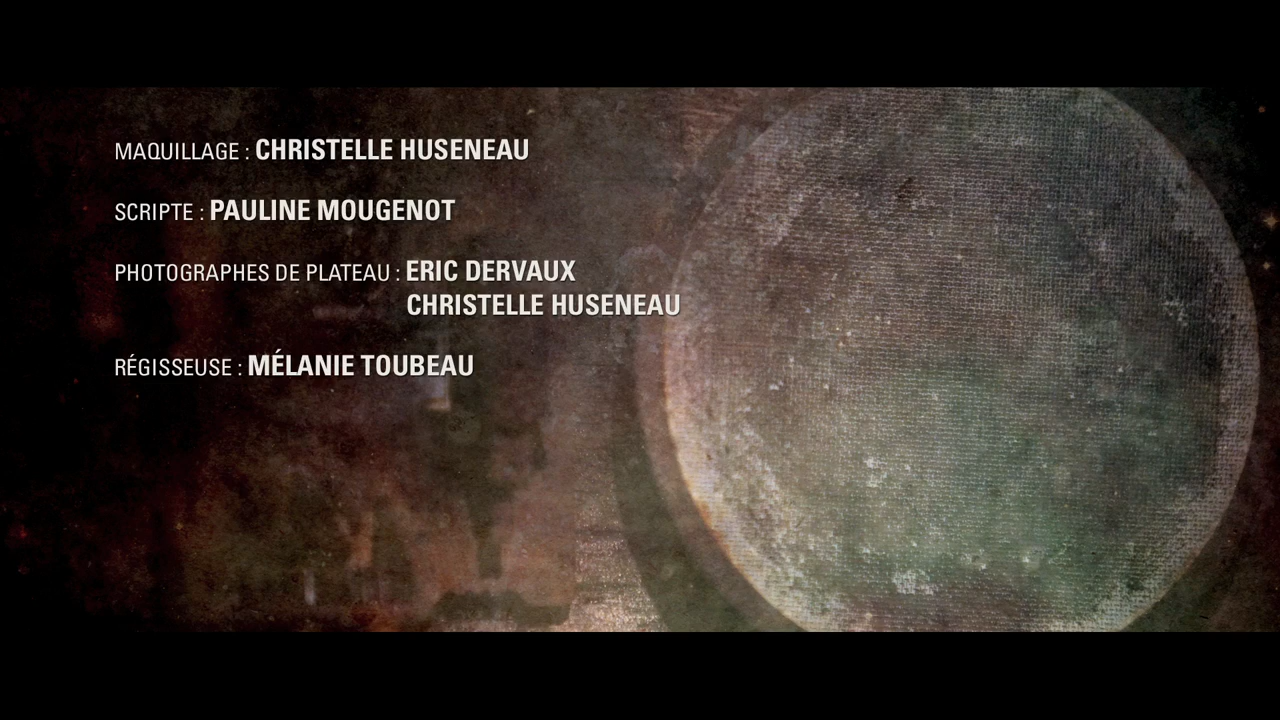 MAQUILLAGE : CHRISTELLE HUSENEAU
SCRIPTE : PAULINE MOUGENOT
PHOTOGRAPHES DE PLATEAU : ERIC DERVAUX
CHRISTELLE HUSENEAU
RÉGISSEUSE : MÉLANIE TOUBEAU